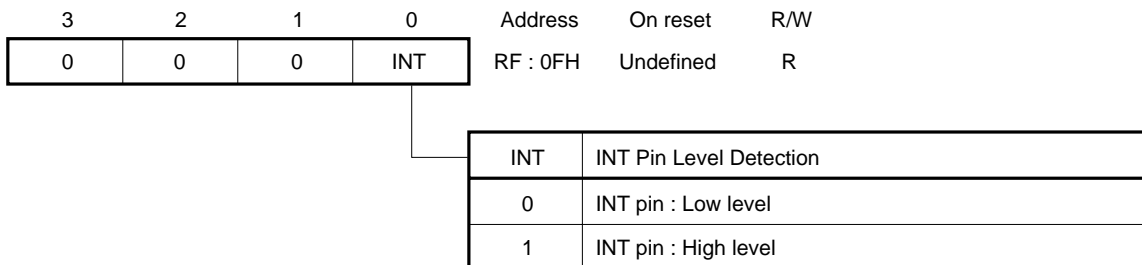 3 2 1 0 Address On reset R/W
0 0 0 INT RF : 0FH Undefined R
INT INT Pin Level Detection
0 INT pin : Low level
1 INT pin : High level